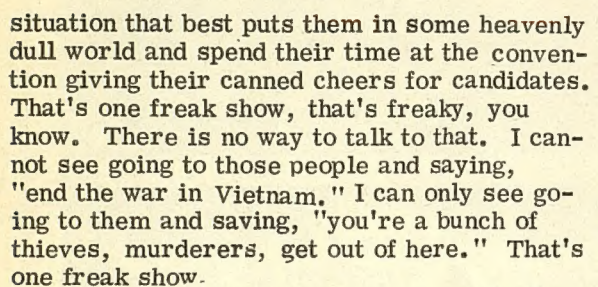 situation that best puts them in some heavenly
dull world and spend their time at the conven-
tion giving their canned cheers for candidates.
That's one freak show, that's freaky, you
know. There is no way to talk to that. I can-
not see going to those people and saying,
"end the war in Vietnam." I can only see go-
ing to them and saving, "you're a bunch of
thieves, murderers, get out of here." That's
one freak show.